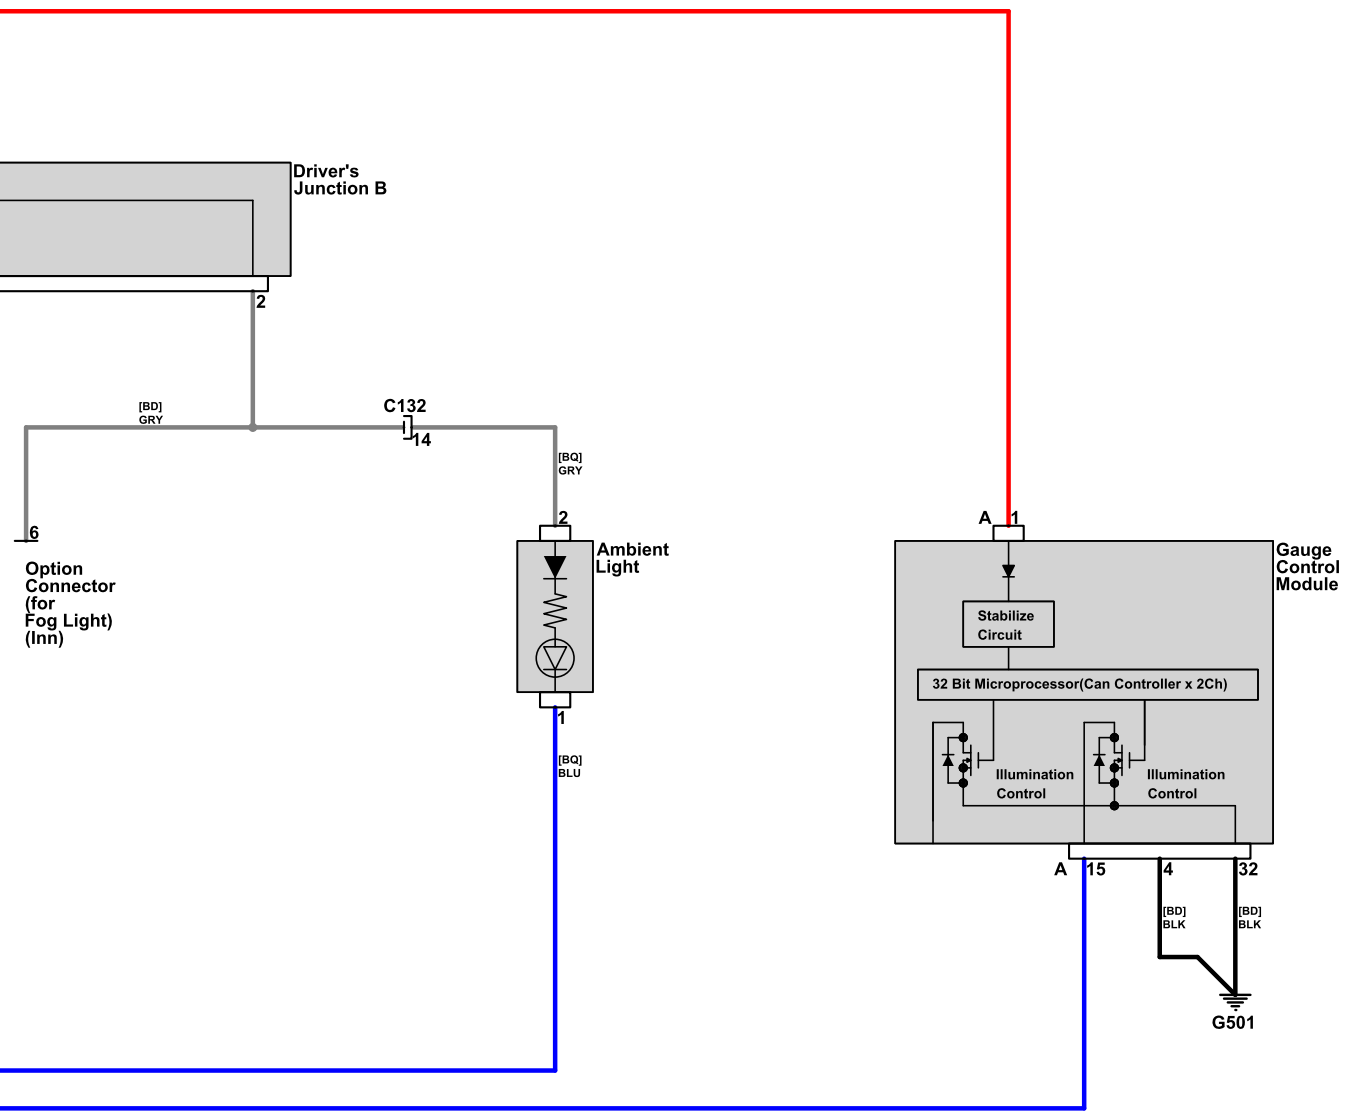 Driver's
Junction B
2
[BD]
GRY
C132
14
[BQ]
GRY
6
Option
Connector
(for
Fog Light)
(Inn)
2
Ambient
Light
1
[BQ]
BLU
A 1
Gauge
Control
Module
Stabilize
Circuit
32 Bit Microprocessor(Can Controller x 2Ch)
Illumination
Control
Illumination
Control
A 15 4 32
[BD]
BLK
[BD]
BLK
G501